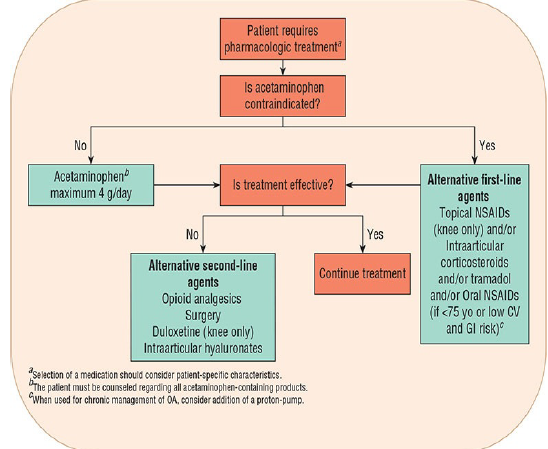 Patient requires
pharmacologic treatmentᵃ
Is acetaminophen
contraindicated?
No
Yes
Acetaminophenᵇ
maximum 4 g/day
Is treatment effective?
Alternative first-line
agents
Topical NSAIDs
(knee only) and/or
Intraarticular
corticosteroids
and/or tramadol
and/or Oral NSAIDs
(if <75 yo or low CV
and GI risk)ᶜ
No
Yes
Alternative second-line
agents
Opioid analgesics
Surgery
Duloxetine (knee only)
Intraarticular hyaluronates
Continue treatment
ᵃSelection of a medication should consider patient-specific characteristics.
ᵇThe patient must be counseled regarding all acetaminophen-containing products.
ᶜWhen used for chronic management of OA, consider addition of a proton-pump.